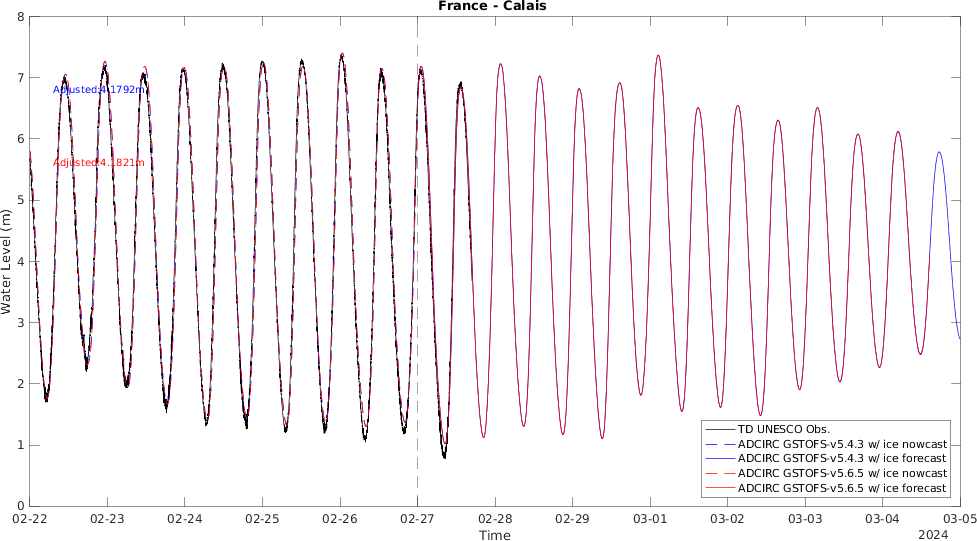 France - Calais
8
7
6
5
4
3
2
1
0
Water Level (m)
Adjusted:4.1792m
Adjusted:4.1821m
TD UNESCO Obs.
ADCIRC GSTOFS-v5.4.3 w/ ice nowcast
ADCIRC GSTOFS-v5.4.3 w/ ice forecast
ADCIRC GSTOFS-v5.6.5 w/ ice nowcast
ADCIRC GSTOFS-v5.6.5 w/ ice forecast
02-22 02-23 02-24 02-25 02-26 02-27 02-28 02-29 03-01 03-02 03-03 03-04 03-05
Time
2024